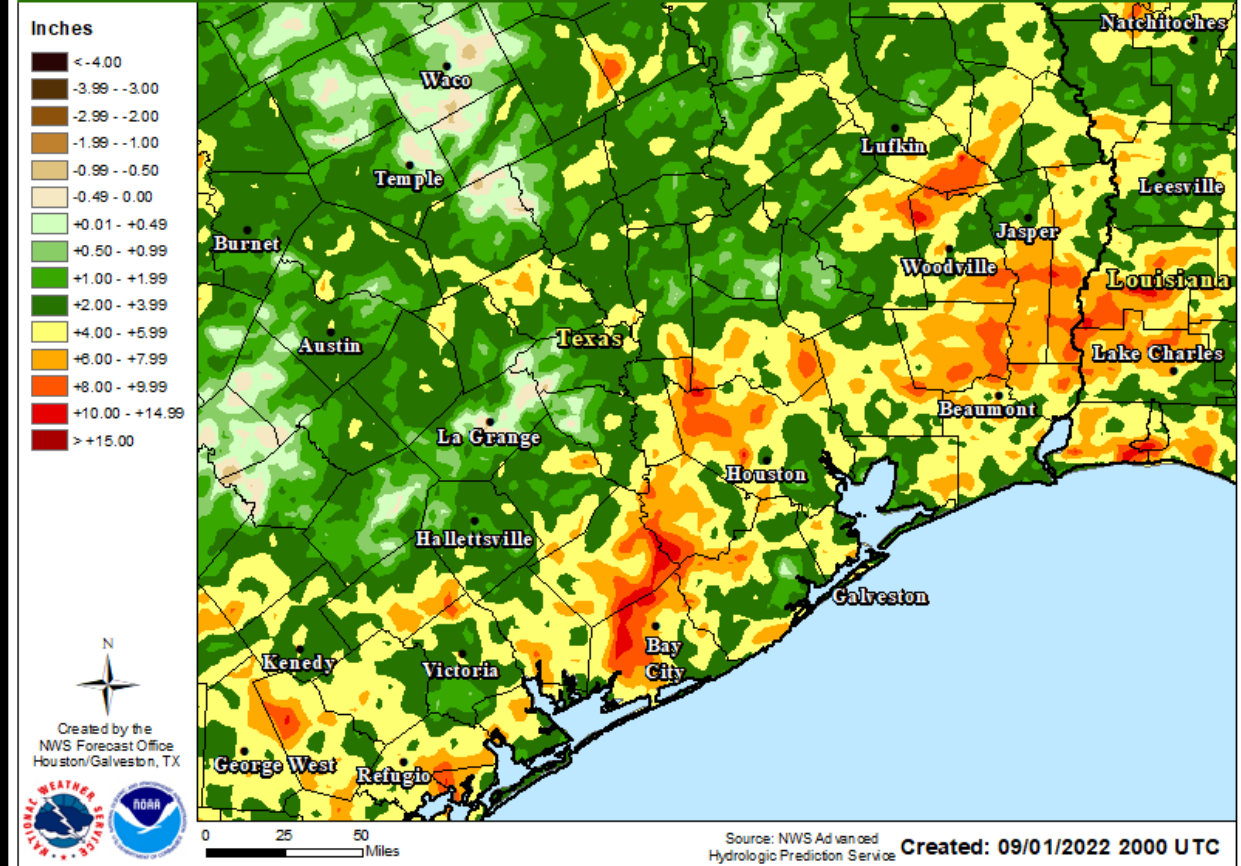 Inches
< -4.00
-3.99 - -3.00
-2.99 - -2.00
-1.99 - -1.00
-0.99 - -0.50
-0.49 - 0.00
+0.01 - +0.49
+0.50 - +0.99
+1.00 - +1.99
+2.00 - +3.99
+4.00 - +5.99
+6.00 - +7.99
+8.00 - +9.99
+10.00 - +14.99
> +15.00
Natchitoches
Waco
Lufkin
Temple
Leesville
Burnet
Jasper
Woodville
Louisiana
Austin
Texas
Lake Charles
Beaumont
La Grange
Houston
Hallettsville
Galveston
Bay
City
Kenedy
Victoria
George West
Refugio
N
Created by the
NWS Forecast Office
Houston/Galveston, TX
NATIONAL WEATHER SERVICE
NOAA
0 25 50
Miles
Source: NWS Advanced
Hydrologic Prediction Service
Created: 09/01/2022 2000 UTC